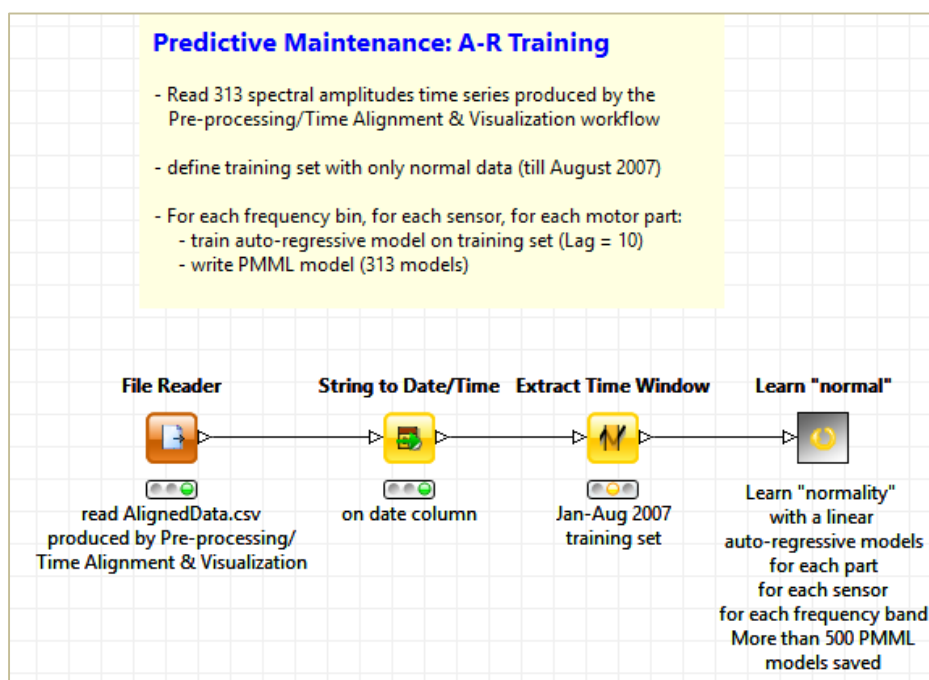 Predictive Maintenance: A-R Training
- Read 313 spectral amplitudes time series produced by the
Pre-processing/Time Alignment & Visualization workflow
- define training set with only normal data (till August 2007)
- For each frequency bin, for each sensor, for each motor part:
- train auto-regressive model on training set (Lag = 10)
- write PMML model (313 models)
File Reader
String to Date/Time
Extract Time Window
Learn "normal"
read AlignedData.csv
produced by Pre-processing/
Time Alignment & Visualization
on date column
Jan-Aug 2007
training set
Learn "normality"
with a linear
auto-regressive models
for each part
for each sensor
for each frequency band
More than 500 PMML
models saved